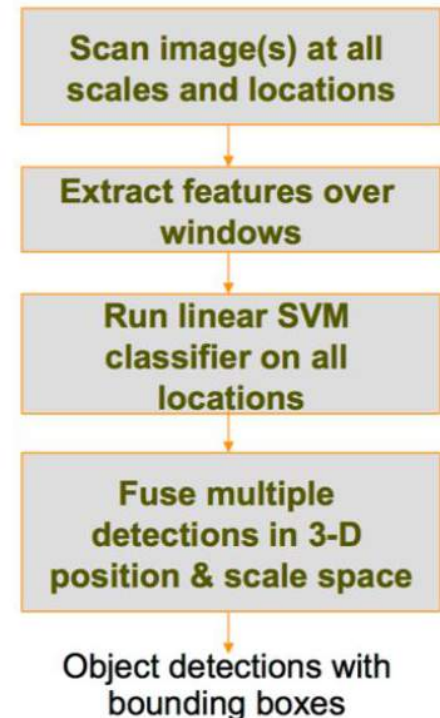 Scan image(s) at all
scales and locations
Extract features over
windows
Run linear SVM
classifier on all
locations
Fuse multiple
detections in 3-D
position & scale space
Object detections with
bounding boxes